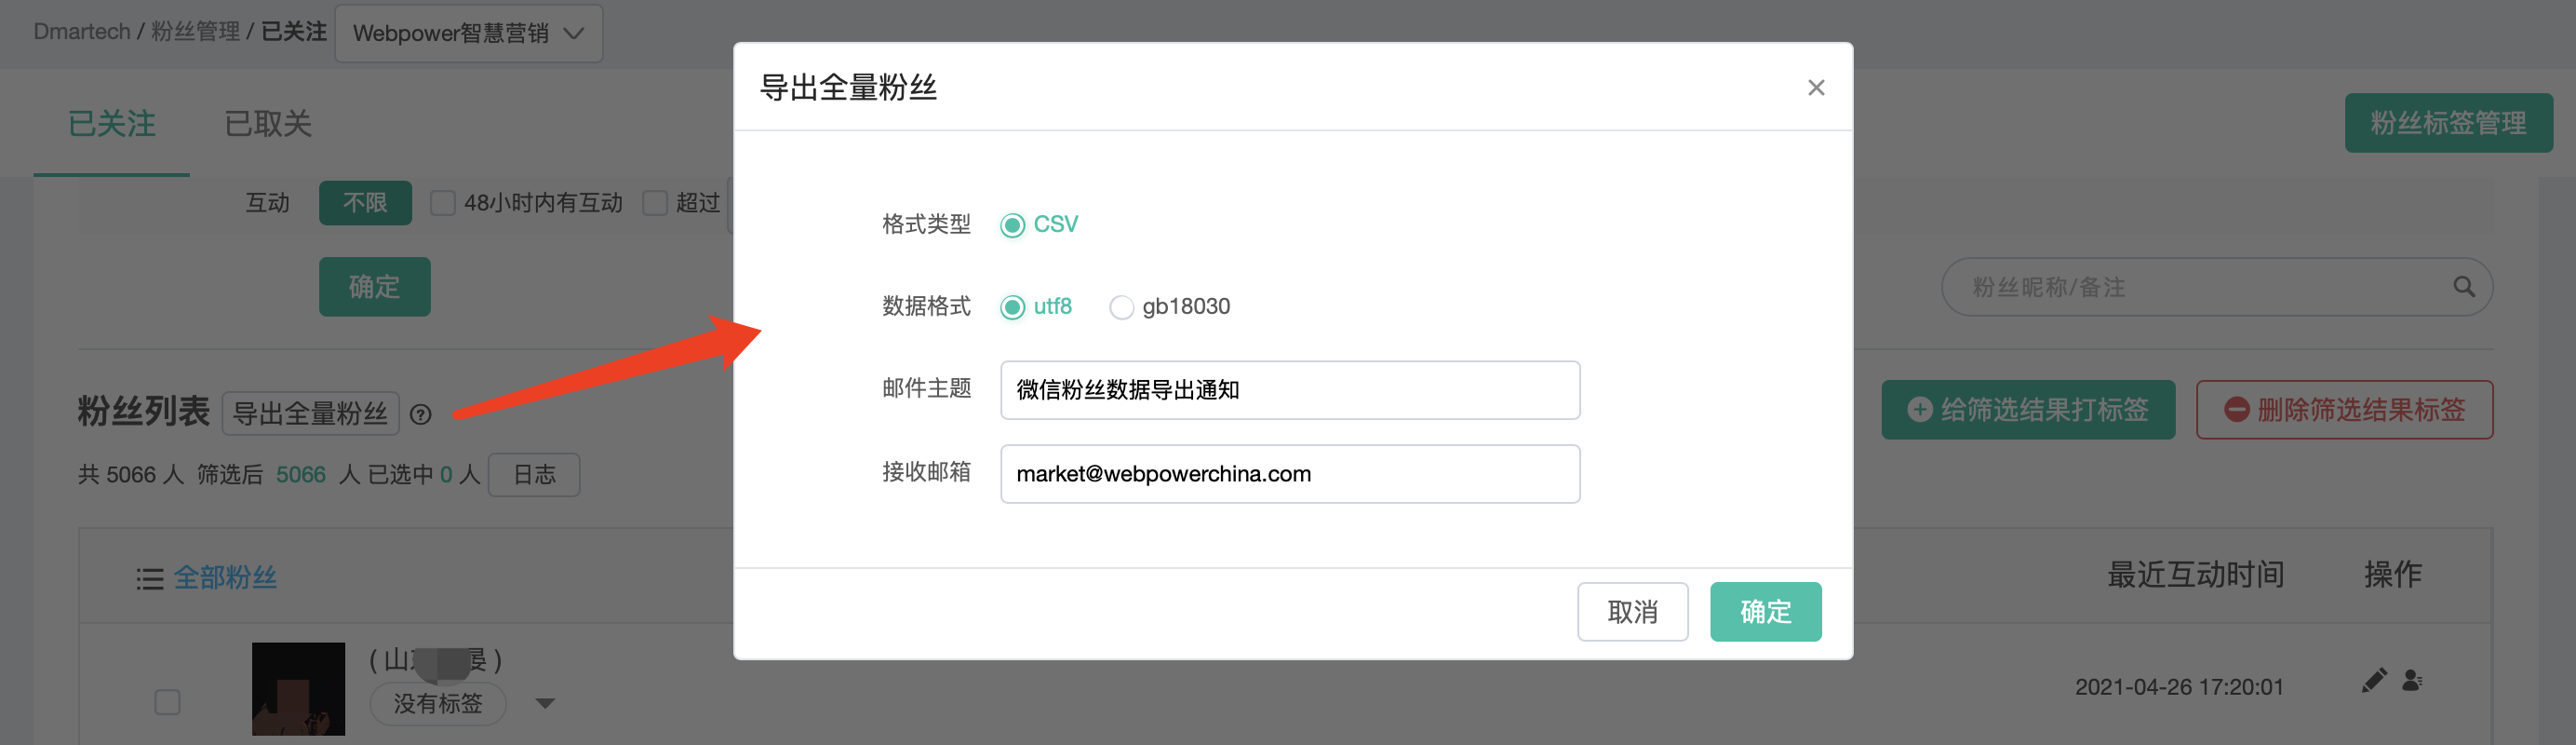 Dmartech / 粉丝管理 / 已关注 Webpower智慧营销
已关注 已取关 粉丝标签管理
互动 不限 48小时内有互动 超过
确定 粉丝昵称/备注
粉丝列表 导出全量粉丝 ? 给筛选结果打标签 删除筛选结果标签
共 5066 人 筛选后 5066 人 已选中 0 人 日志
全部粉丝 最近互动时间 操作
(山
没有标签 2021-04-26 17:20:01
导出全量粉丝
格式类型 CSV
数据格式 utf8 gb18030
邮件主题 微信粉丝数据导出通知
接收邮箱 market@webpowerchina.com
取消 确定